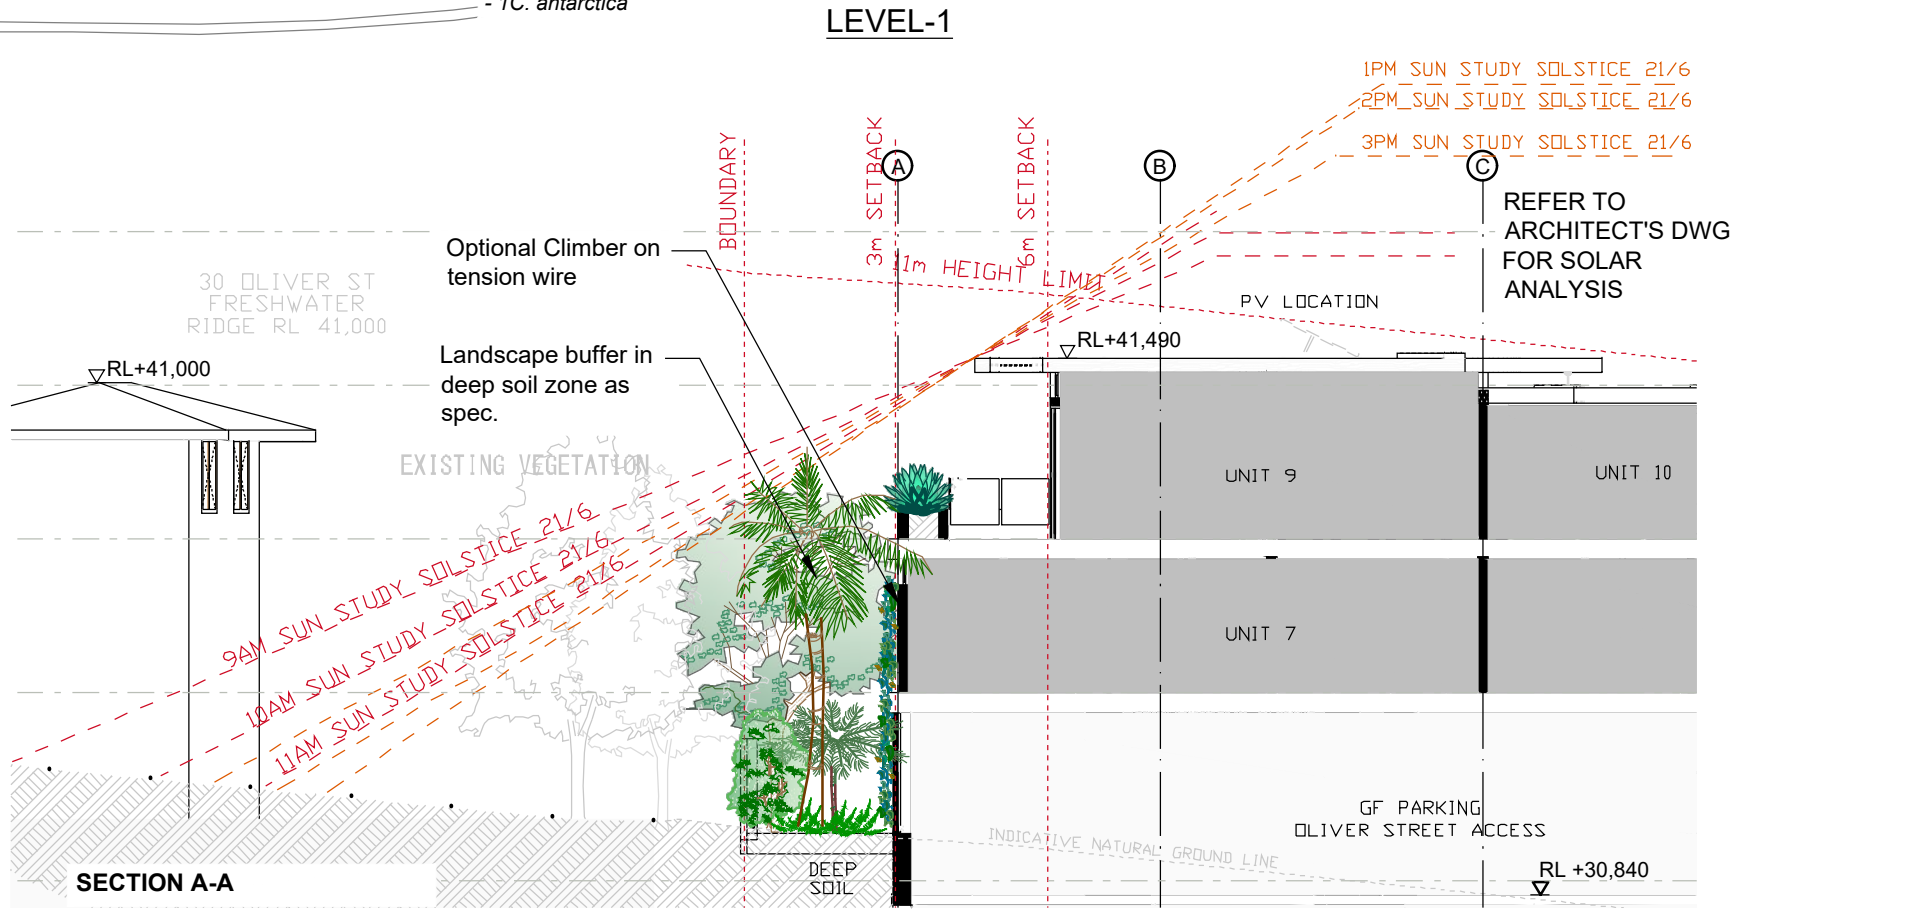 - 1C. antarctica
LEVEL-1
1PM SUN STUDY SOLSTICE 21/6
2PM SUN STUDY SOLSTICE 21/6
3PM SUN STUDY SOLSTICE 21/6
BOUNDARY
3m SETBACK
6m SETBACK
A
B
C
REFER TO
ARCHITECT'S DWG
FOR SOLAR
ANALYSIS
Optional Climber on
tension wire
11m HEIGHT LIMIT
30 OLIVER ST
FRESHWATER
RIDGE RL 41,000
PV LOCATION
RL+41,490
Landscape buffer in
deep soil zone as
spec.
RL+41,000
EXISTING VEGETATION
UNIT 9
UNIT 10
9AM SUN STUDY SOLSTICE 21/6
10AM SUN STUDY SOLSTICE 21/6
11AM SUN STUDY SOLSTICE 21/6
UNIT 7
GF PARKING
OLIVER STREET ACCESS
INDICATIVE NATURAL GROUND LINE
DEEP
SOIL
RL +30,840
SECTION A-A